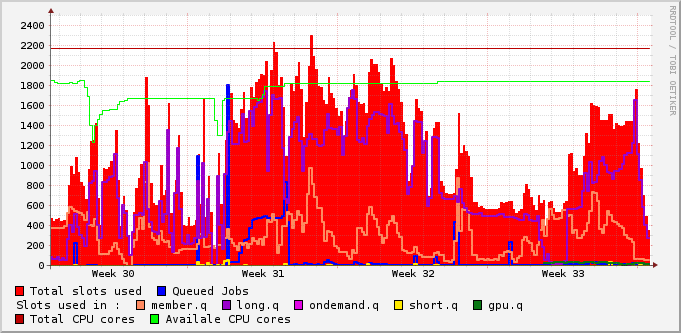 2400
2200
2000
1800
1600
1400
1200
1000
800
600
400
200
0
Week 30 Week 31 Week 32 Week 33
RRDTOOL / TOBI OETIKER
Total slots used Queued Jobs
Slots used in : member.q long.q ondemand.q short.q gpu.q
Total CPU cores Availale CPU cores